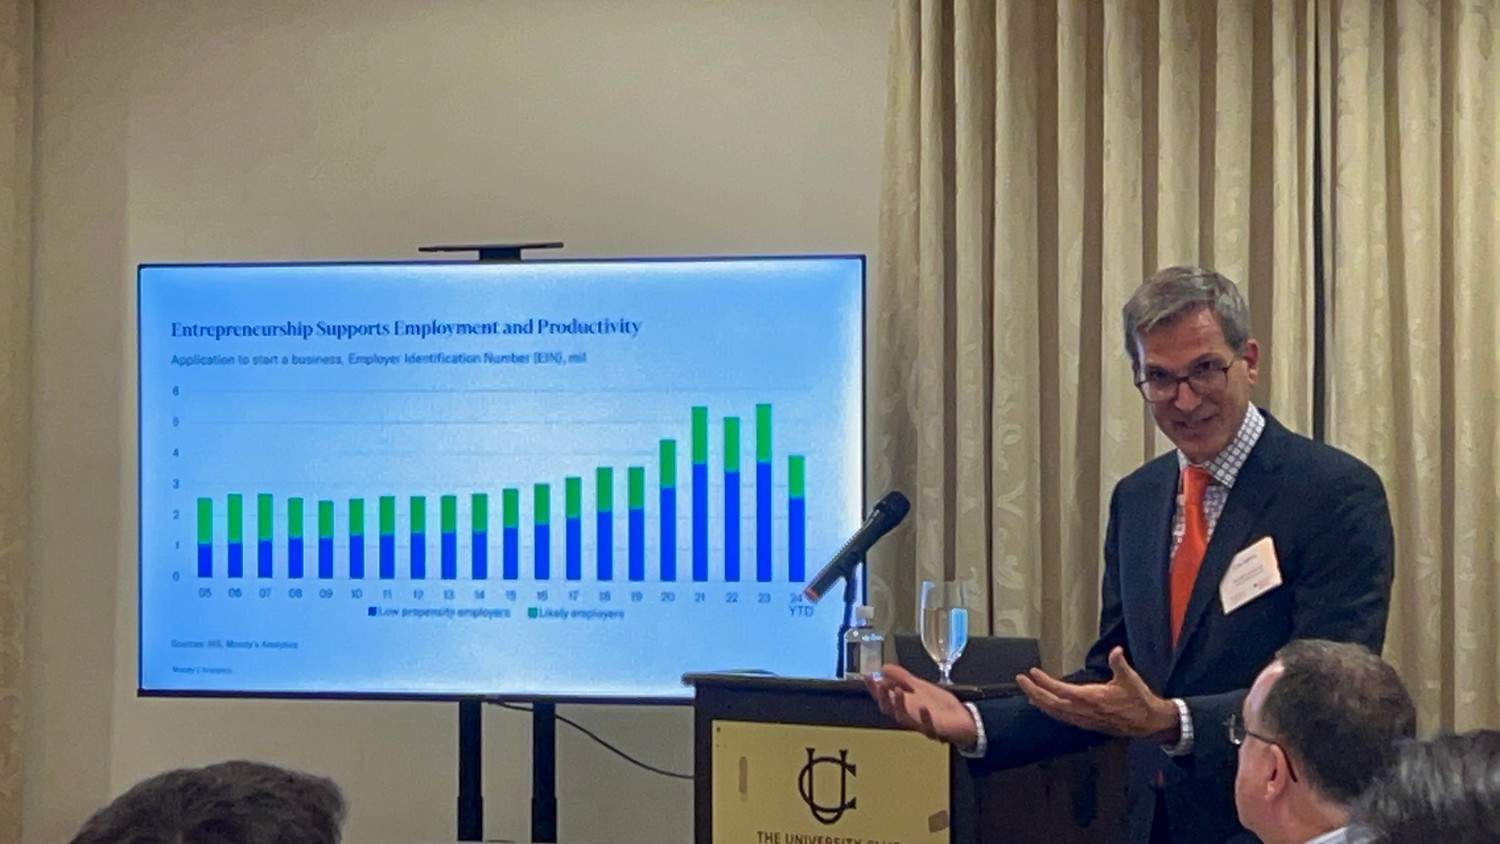 Entrepreneurship Supports Employment and Productivity
Application to start a business, Employer Identification Number (EIN), mil
6
5
4
3
2
1
0
05 06 07 08 09 10 11 12 13 14 15 16 17 18 19 20 21 22 23 24
YTD
Low propensity employers Likely employers
Sources: IRS, Moody's Analytics
Moody's Analytics
UC
THE UNIVERSITY CLUB